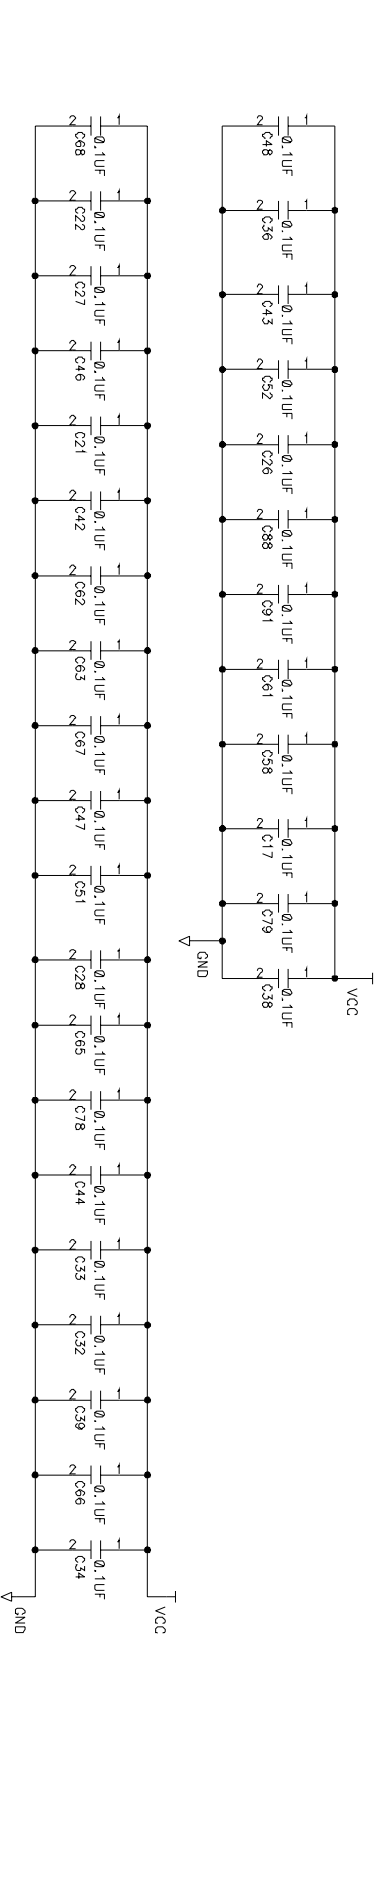 2 1
C48 0.1UF
2 1
C36 0.1UF
2 1
C43 0.1UF
2 1
C52 0.1UF
2 1
C26 0.1UF
2 1
C88 0.1UF
2 1
C91 0.1UF
2 1
C61 0.1UF
2 1
C58 0.1UF
2 1
C17 0.1UF
2 1
C79 0.1UF
2 1
C38 0.1UF
GND
VCC
2 1
C68 0.1UF
2 1
C22 0.1UF
2 1
C27 0.1UF
2 1
C46 0.1UF
2 1
C21 0.1UF
2 1
C42 0.1UF
2 1
C62 0.1UF
2 1
C63 0.1UF
2 1
C67 0.1UF
2 1
C47 0.1UF
2 1
C51 0.1UF
2 1
C28 0.1UF
2 1
C65 0.1UF
2 1
C78 0.1UF
2 1
C44 0.1UF
2 1
C33 0.1UF
2 1
C32 0.1UF
2 1
C39 0.1UF
2 1
C66 0.1UF
2 1
C34 0.1UF
GND
VCC